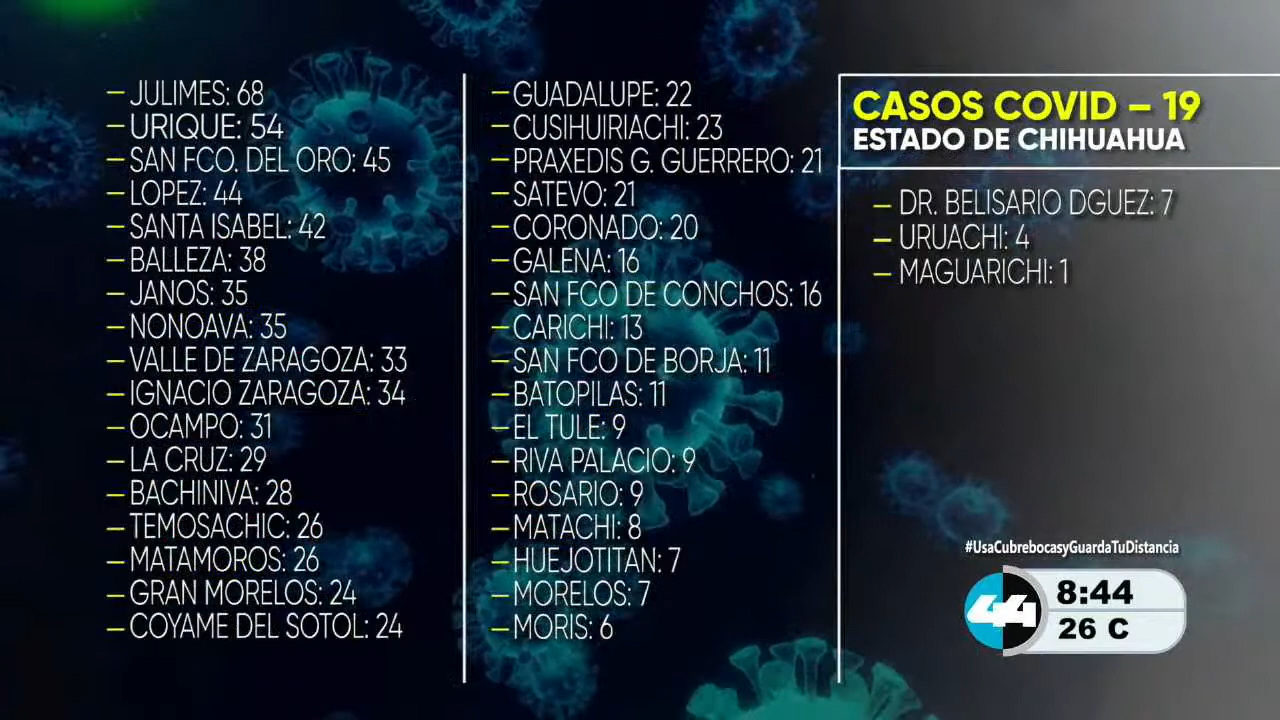 – JULIMES: 68
– URIQUE: 54
– SAN FCO. DEL ORO: 45
– LOPEZ: 44
– SANTA ISABEL: 42
– BALLEZA: 38
– JANOS: 35
– NONOAVA: 35
– VALLE DE ZARAGOZA: 33
– IGNACIO ZARAGOZA: 34
– OCAMPO: 31
– LA CRUZ: 29
– BACHINIVA: 28
– TEMOSACHIC: 26
– MATAMOROS: 26
– GRAN MORELOS: 24
– COYAME DEL SOTOL: 24
– GUADALUPE: 22
– CUSIHUIRIACHI: 23
– PRAXEDIS G. GUERRERO: 21
– SATEVO: 21
– CORONADO: 20
– GALENA: 16
– SAN FCO DE CONCHOS: 16
– CARICHI: 13
– SAN FCO DE BORJA: 11
– BATOPILAS: 11
– EL TULE: 9
– RIVA PALACIO: 9
– ROSARIO: 9
– MATACHI: 8
– HUEJOTITAN: 7
– MORELOS: 7
– MORIS: 6
CASOS COVID – 19
ESTADO DE CHIHUAHUA
– DR. BELISARIO DGUEZ: 7
– URUACHI: 4
– MAGUARICHI: 1
#UsaCubrebocasyGuardaTuDistancia
44
8:44
26 C